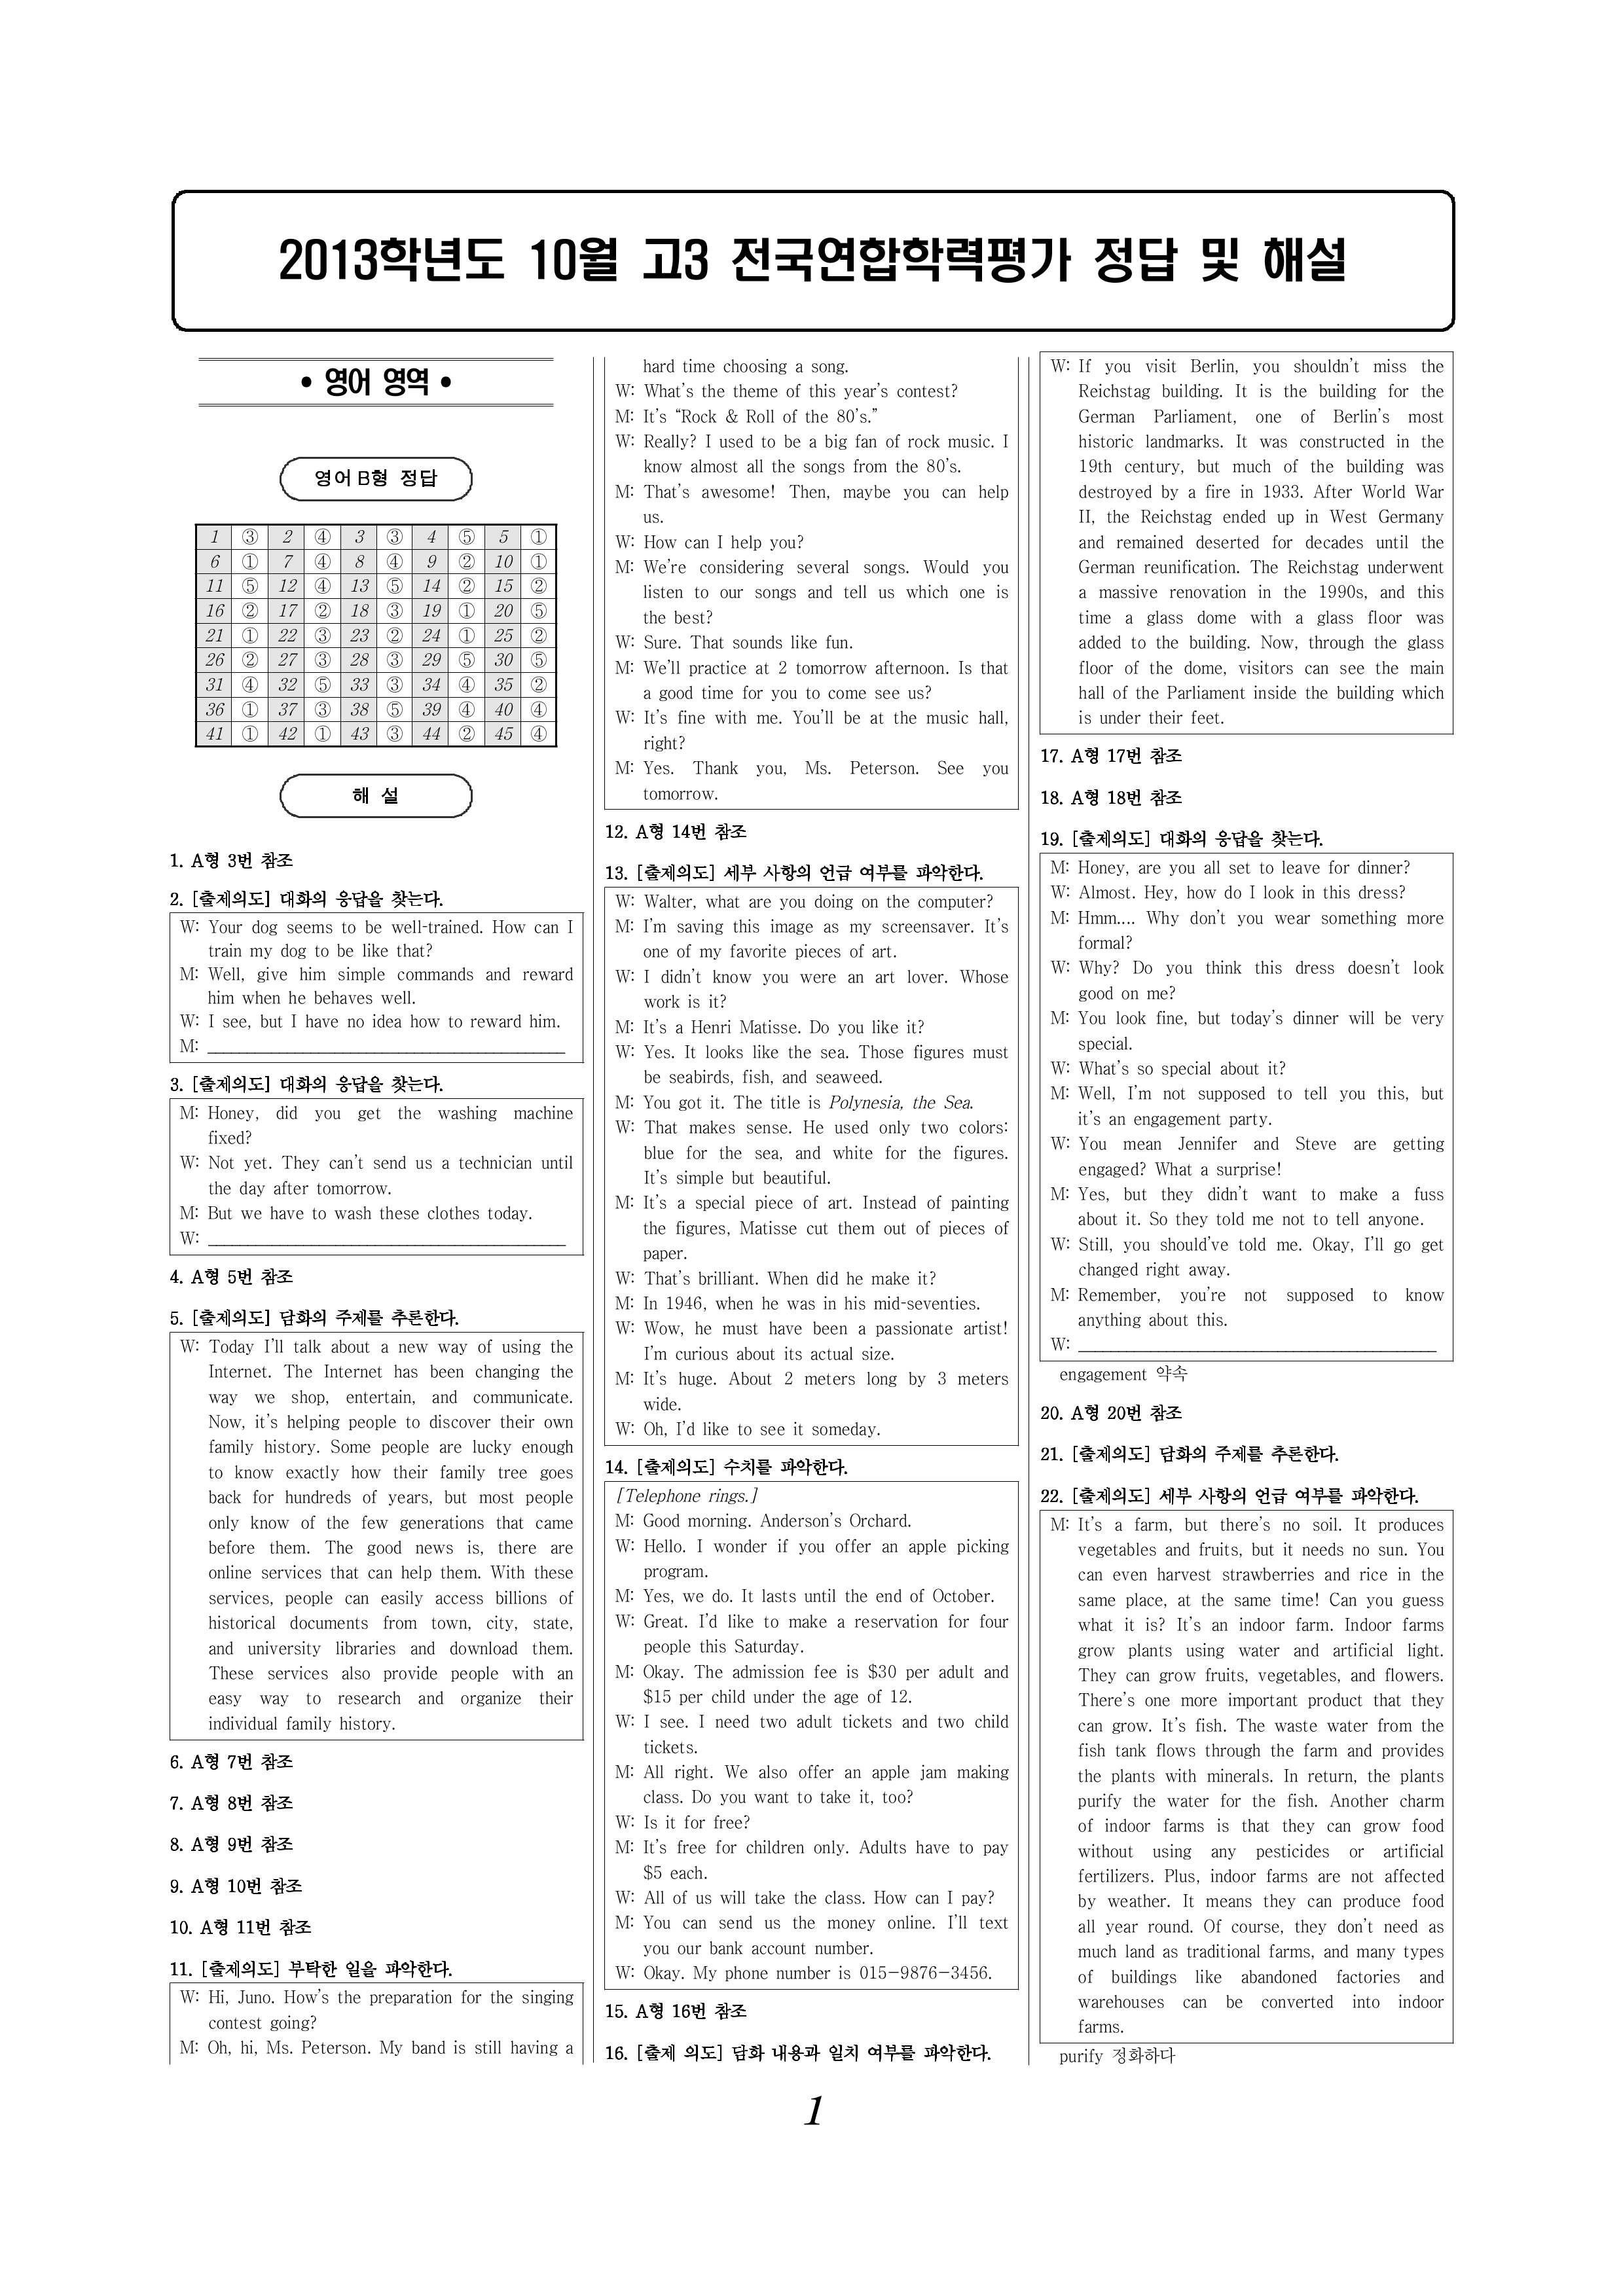 2013학년도 10월 고3 전국연합학력평가 정답 및 해설
• 영어 영역 •
영어 B형 정답
1 ③ 2 ④ 3 ③ 4 ⑤ 5 ①
6 ① 7 ④ 8 ④ 9 ② 10 ①
11 ⑤ 12 ④ 13 ⑤ 14 ② 15 ②
16 ② 17 ② 18 ③ 19 ① 20 ⑤
21 ① 22 ③ 23 ② 24 ① 25 ②
26 ② 27 ③ 28 ③ 29 ⑤ 30 ⑤
31 ④ 32 ⑤ 33 ③ 34 ④ 35 ②
36 ① 37 ③ 38 ⑤ 39 ④ 40 ④
41 ① 42 ① 43 ③ 44 ② 45 ④
해 설
1. A형 3번 참조
2. [출제의도] 대화의 응답을 찾는다.
W: Your dog seems to be well-trained. How can I
train my dog to be like that?
M: Well, give him simple commands and reward
him when he behaves well.
W: I see, but I have no idea how to reward him.
M: ________________________________________
3. [출제의도] 대화의 응답을 찾는다.
M: Honey, did you get the washing machine
fixed?
W: Not yet. They can't send us a technician until
the day after tomorrow.
M: But we have to wash these clothes today.
W: ________________________________________
4. A형 5번 참조
5. [출제의도] 담화의 주제를 추론한다.
W: Today I'll talk about a new way of using the
Internet. The Internet has been changing the
way we shop, entertain, and communicate.
Now, it's helping people to discover their own
family history. Some people are lucky enough
to know exactly how their family tree goes
back for hundreds of years, but most people
only know of the few generations that came
before them. The good news is, there are
online services that can help them. With these
services, people can easily access billions of
historical documents from town, city, state,
and university libraries and download them.
These services also provide people with an
easy way to research and organize their
individual family history.
6. A형 7번 참조
7. A형 8번 참조
8. A형 9번 참조
9. A형 10번 참조
10. A형 11번 참조
11. [출제의도] 부탁한 일을 파악한다.
W: Hi, Juno. How's the preparation for the singing
contest going?
M: Oh, hi, Ms. Peterson. My band is still having a
hard time choosing a song.
W: What's the theme of this year's contest?
M: It's “Rock & Roll of the 80's.”
W: Really? I used to be a big fan of rock music. I
know almost all the songs from the 80's.
M: That's awesome! Then, maybe you can help
us.
W: How can I help you?
M: We're considering several songs. Would you
listen to our songs and tell us which one is
the best?
W: Sure. That sounds like fun.
M: We'll practice at 2 tomorrow afternoon. Is that
a good time for you to come see us?
W: It's fine with me. You'll be at the music hall,
right?
M: Yes. Thank you, Ms. Peterson. See you
tomorrow.
12. A형 14번 참조
13. [출제의도] 세부 사항의 언급 여부를 파악한다.
W: Walter, what are you doing on the computer?
M: I'm saving this image as my screensaver. It's
one of my favorite pieces of art.
W: I didn't know you were an art lover. Whose
work is it?
M: It's a Henri Matisse. Do you like it?
W: Yes. It looks like the sea. Those figures must
be seabirds, fish, and seaweed.
M: You got it. The title is Polynesia, the Sea.
W: That makes sense. He used only two colors:
blue for the sea, and white for the figures.
It's simple but beautiful.
M: It's a special piece of art. Instead of painting
the figures, Matisse cut them out of pieces of
paper.
W: That's brilliant. When did he make it?
M: In 1946, when he was in his mid-seventies.
W: Wow, he must have been a passionate artist!
I'm curious about its actual size.
M: It's huge. About 2 meters long by 3 meters
wide.
W: Oh, I'd like to see it someday.
14. [출제의도] 수치를 파악한다.
[Telephone rings.]
M: Good morning. Anderson's Orchard.
W: Hello. I wonder if you offer an apple picking
program.
M: Yes, we do. It lasts until the end of October.
W: Great. I'd like to make a reservation for four
people this Saturday.
M: Okay. The admission fee is $30 per adult and
$15 per child under the age of 12.
W: I see. I need two adult tickets and two child
tickets.
M: All right. We also offer an apple jam making
class. Do you want to take it, too?
W: Is it for free?
M: It's free for children only. Adults have to pay
$5 each.
W: All of us will take the class. How can I pay?
M: You can send us the money online. I'll text
you our bank account number.
W: Okay. My phone number is 015-9876-3456.
15. A형 16번 참조
16. [출제 의도] 담화 내용과 일치 여부를 파악한다.
W: If you visit Berlin, you shouldn't miss the
Reichstag building. It is the building for the
German Parliament, one of Berlin's most
historic landmarks. It was constructed in the
19th century, but much of the building was
destroyed by a fire in 1933. After World War
II, the Reichstag ended up in West Germany
and remained deserted for decades until the
German reunification. The Reichstag underwent
a massive renovation in the 1990s, and this
time a glass dome with a glass floor was
added to the building. Now, through the glass
floor of the dome, visitors can see the main
hall of the Parliament inside the building which
is under their feet.
17. A형 17번 참조
18. A형 18번 참조
19. [출제의도] 대화의 응답을 찾는다.
M: Honey, are you all set to leave for dinner?
W: Almost. Hey, how do I look in this dress?
M: Hmm.... Why don't you wear something more
formal?
W: Why? Do you think this dress doesn't look
good on me?
M: You look fine, but today's dinner will be very
special.
W: What's so special about it?
M: Well, I'm not supposed to tell you this, but
it's an engagement party.
W: You mean Jennifer and Steve are getting
engaged? What a surprise!
M: Yes, but they didn't want to make a fuss
about it. So they told me not to tell anyone.
W: Still, you should've told me. Okay, I'll go get
changed right away.
M: Remember, you're not supposed to know
anything about this.
W: ________________________________________
engagement 약속
20. A형 20번 참조
21. [출제의도] 담화의 주제를 추론한다.
22. [출제의도] 세부 사항의 언급 여부를 파악한다.
M: It's a farm, but there's no soil. It produces
vegetables and fruits, but it needs no sun. You
can even harvest strawberries and rice in the
same place, at the same time! Can you guess
what it is? It's an indoor farm. Indoor farms
grow plants using water and artificial light.
They can grow fruits, vegetables, and flowers.
There's one more important product that they
can grow. It's fish. The waste water from the
fish tank flows through the farm and provides
the plants with minerals. In return, the plants
purify the water for the fish. Another charm
of indoor farms is that they can grow food
without using any pesticides or artificial
fertilizers. Plus, indoor farms are not affected
by weather. It means they can produce food
all year round. Of course, they don't need as
much land as traditional farms, and many types
of buildings like abandoned factories and
warehouses can be converted into indoor
farms.
purify 정화하다
1